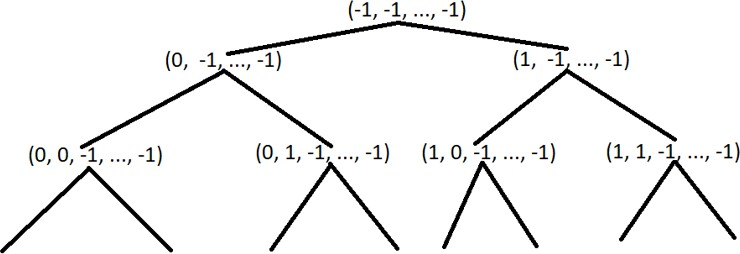 (-1, -1, ..., -1)
(0, -1, ..., -1)
(1, -1, ..., -1)
(0, 0, -1, ..., -1)
(0, 1, -1, ..., -1)
(1, 0, -1, ..., -1)
(1, 1, -1, ..., -1)